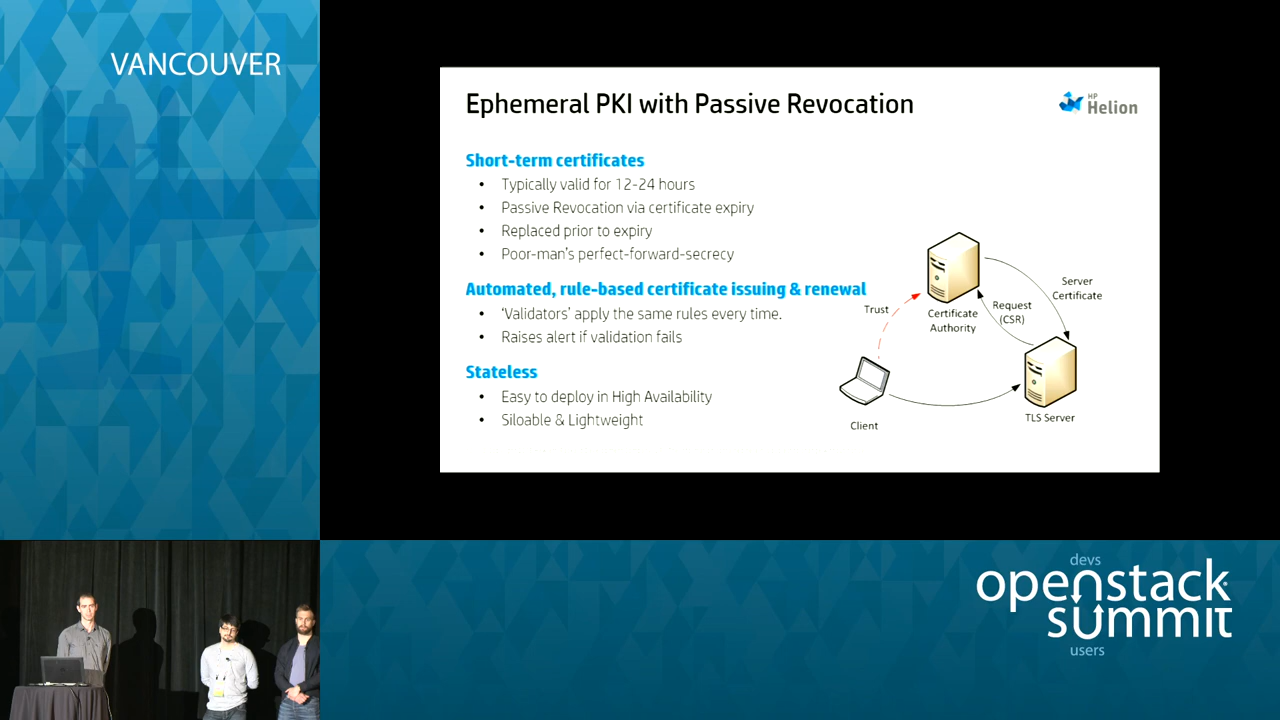 VANCOUVER
Ephemeral PKI with Passive Revocation
HP
Helion
Short-term certificates
• Typically valid for 12-24 hours
• Passive Revocation via certificate expiry
• Replaced prior to expiry
• Poor-man's perfect-forward-secrecy
Automated, rule-based certificate issuing & renewal
• 'Validators' apply the same rules every time.
• Raises alert if validation fails
Stateless
• Easy to deploy in High Availability
• Siloable & Lightweight
Trust
Certificate
Authority
Request
(CSR)
Server
Certificate
Client
TLS Server
devs
openstack
summit
users